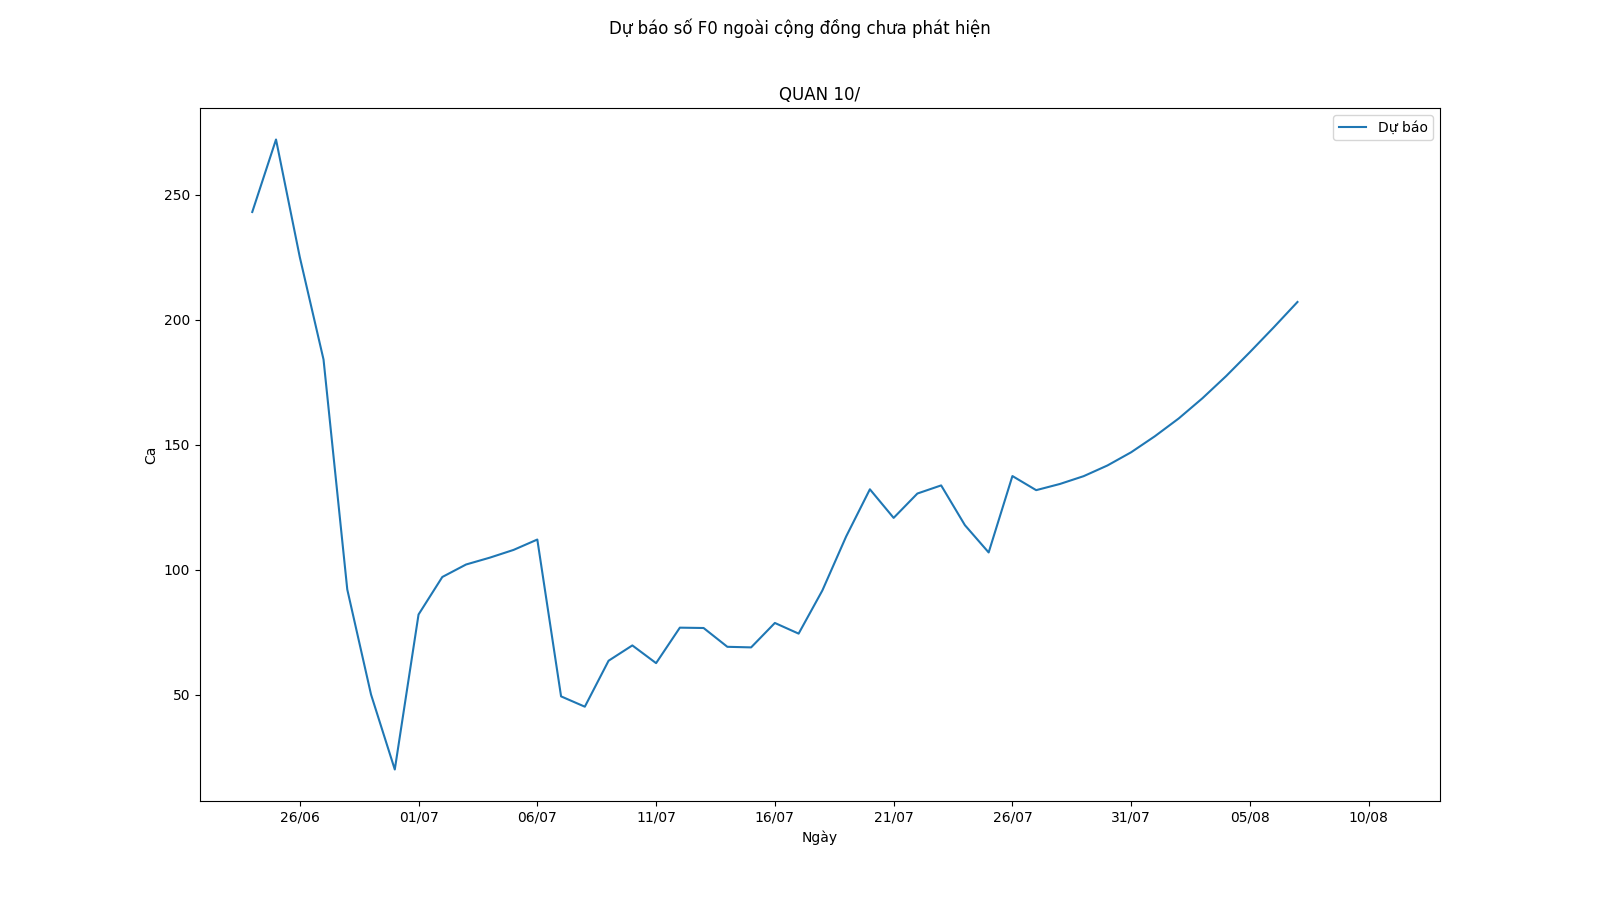 Dự báo số F0 ngoài cộng đồng chưa phát hiện
QUAN 10/
Dự báo
250
200
150
100
50
Ca
26/06 01/07 06/07 11/07 16/07 21/07 26/07 31/07 05/08 10/08
Ngày